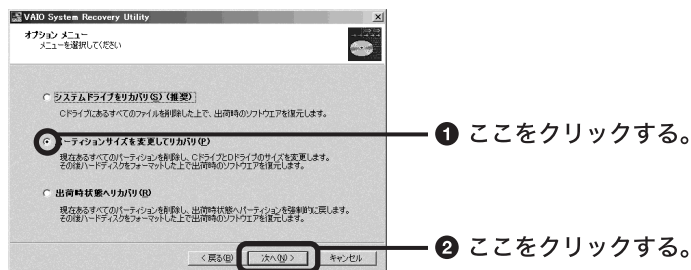 VAIO System Recovery Utility
オプション メニュー
メニューを選択してください
システムドライブをリカバリ(S) (推奨)
Cドライブにあるすべてのファイルを削除した上で、出荷時のソフトウエアを復元します。
ーティションサイズを変更してリカバリ(P)
現在あるすべてのパーティションを削除し、CドライブとDドライブのサイズを変更します。
その後ハードディスクをフォーマットした上で出荷時のソフトウエアを復元します。
出荷時状態へリカバリ(R)
現在あるすべてのパーティションを削除し、出荷時状態へパーティションを強制的に戻します。
その後ハードディスクをフォーマットした上で出荷時のソフトウエアを復元します。
< 戻る(B) 次へ(N) > キャンセル
❶ ここをクリックする。
❷ ここをクリックする。